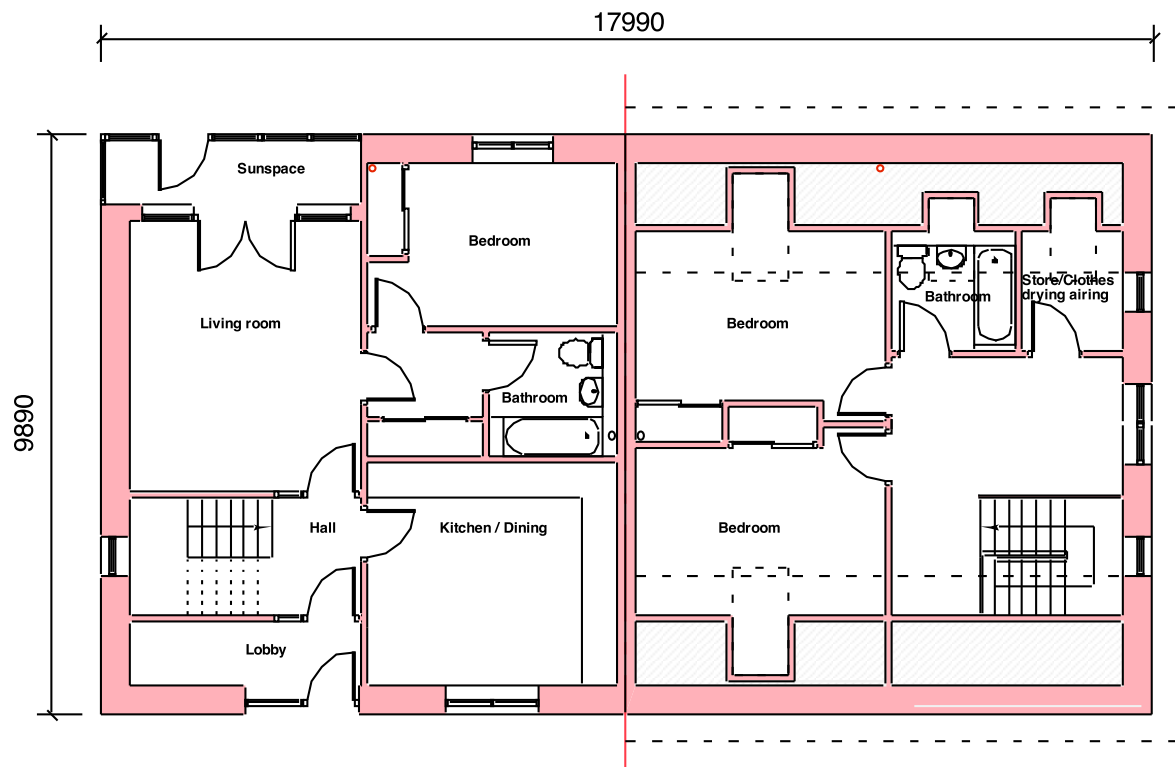 17990
9890
Sunspace
Bedroom
Living room
Bathroom
Hall
Kitchen / Dining
Lobby
Bedroom
Bathroom
Store/Clothes
drying airing
Bedroom